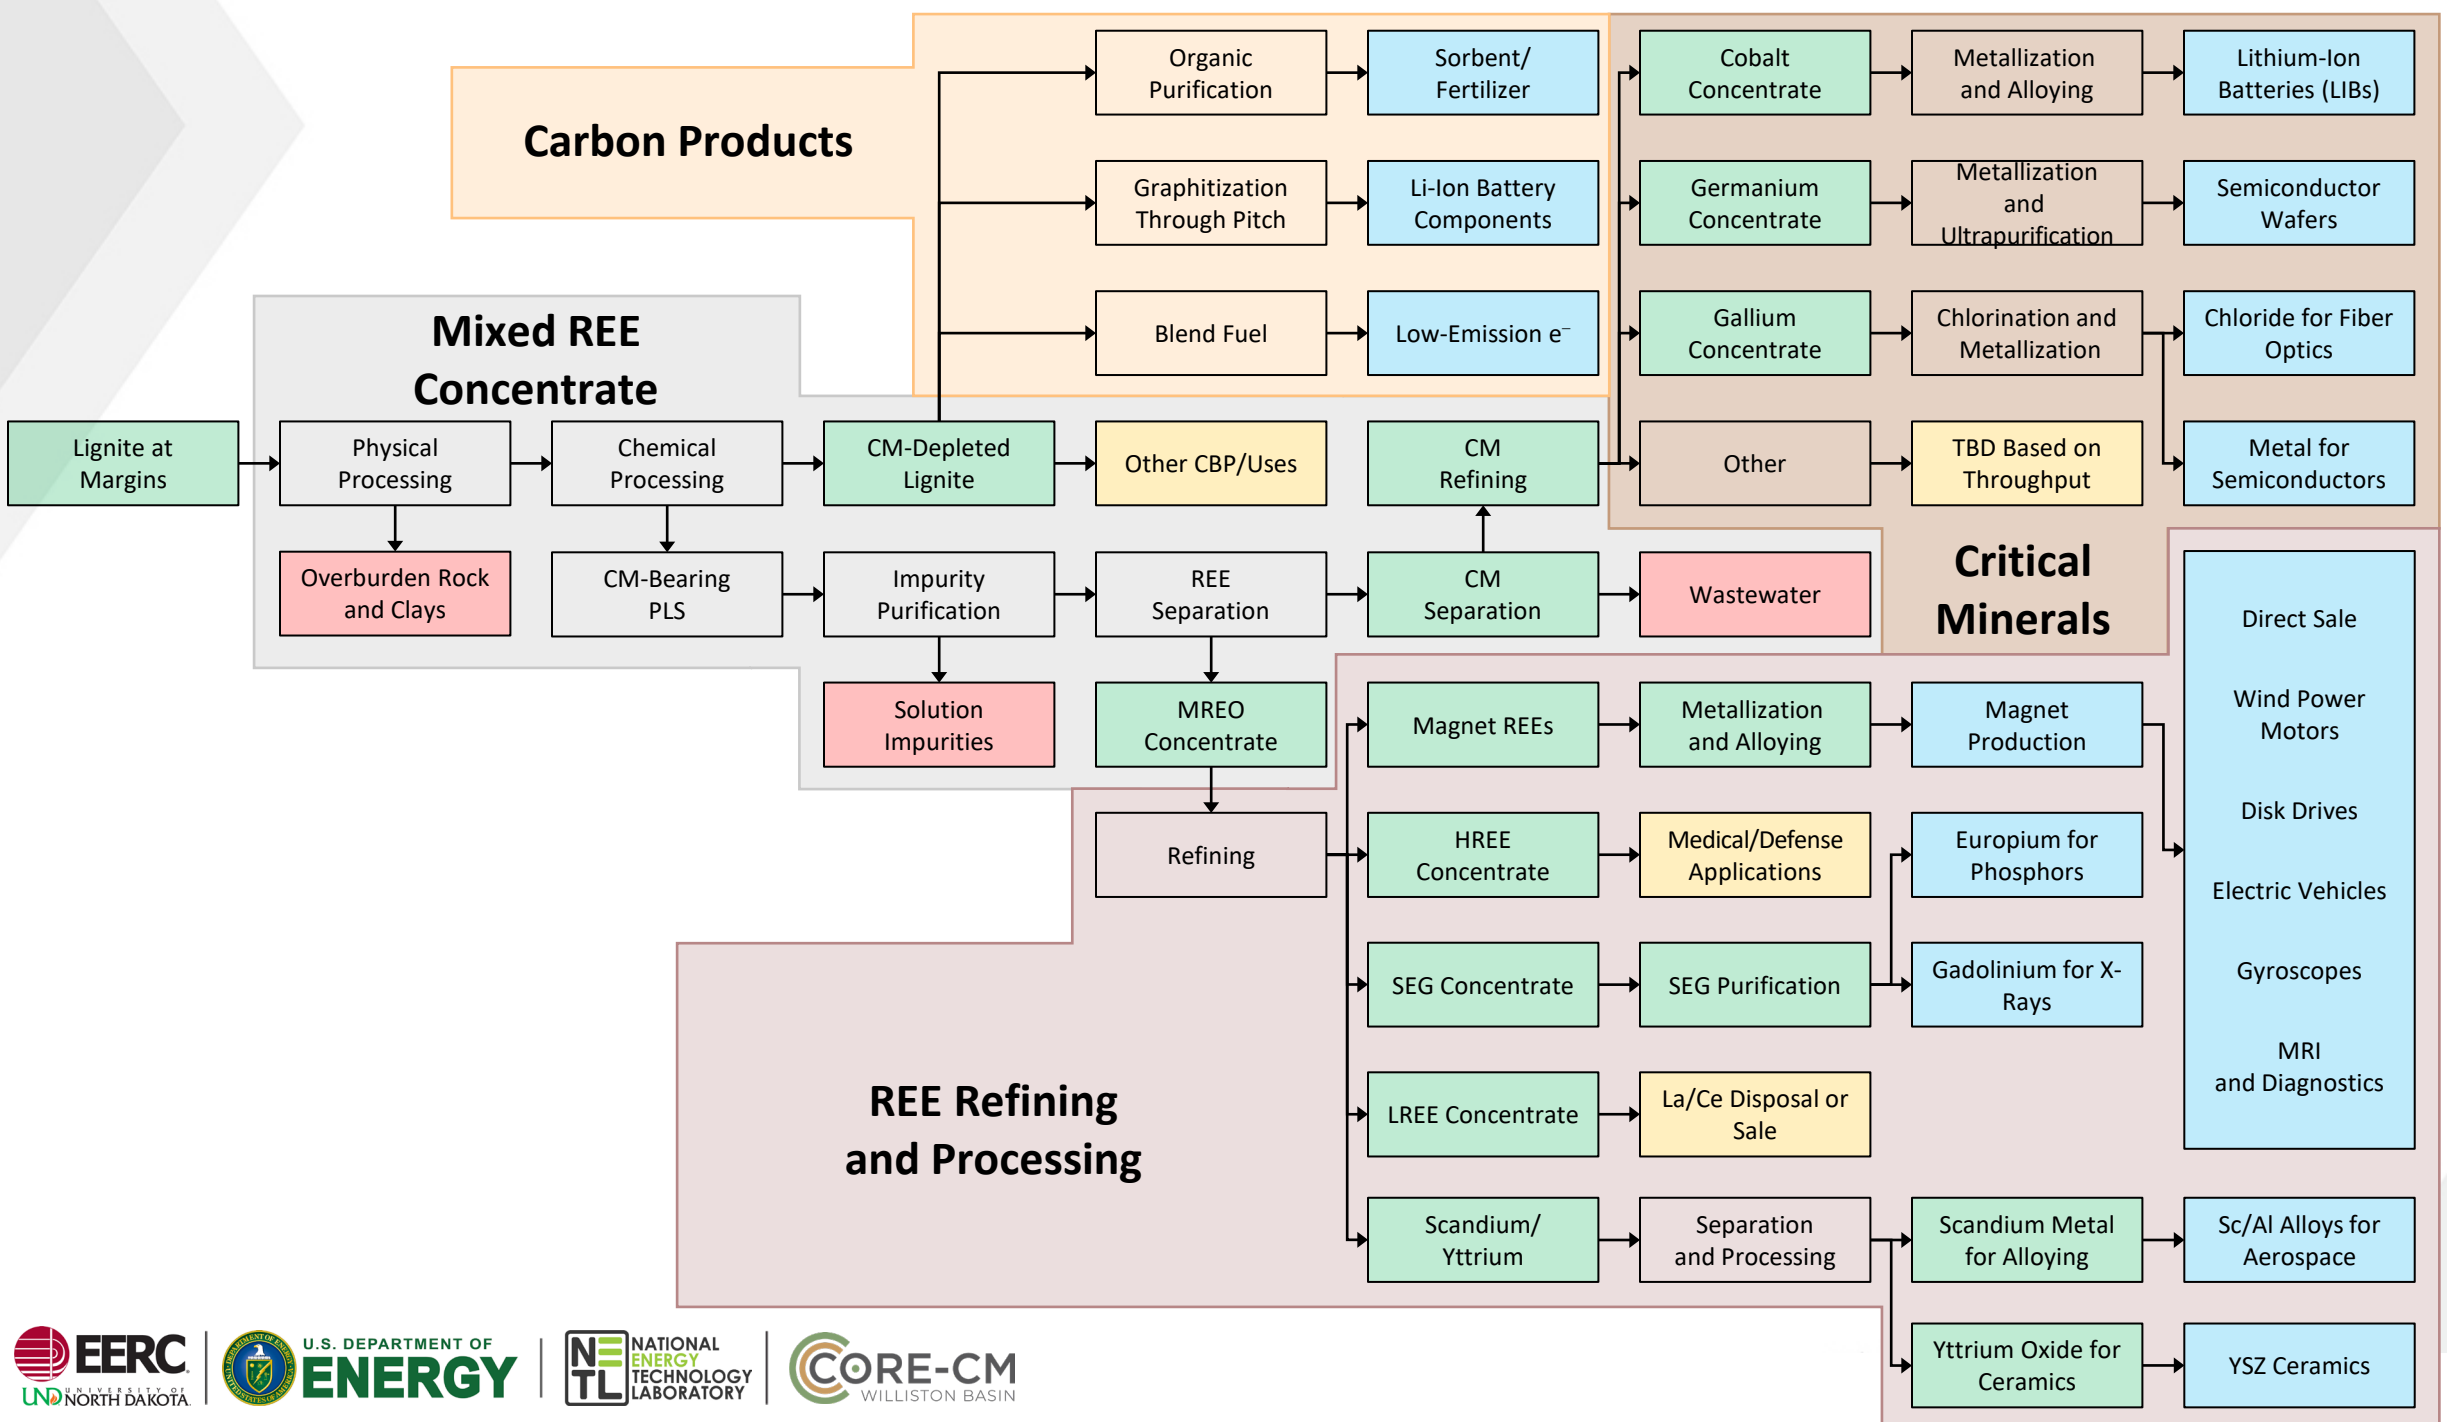 Carbon Products
Organic
Purification
Sorbent/
Fertilizer
Cobalt
Concentrate
Metallization
and Alloying
Lithium-Ion
Batteries (LIBs)
Graphitization
Through Pitch
Li-Ion Battery
Components
Germanium
Concentrate
Metallization
and
Ultrapurification
Semiconductor
Wafers
Blend Fuel
Low-Emission e–
Gallium
Concentrate
Chlorination and
Metallization
Chloride for Fiber
Optics
Mixed REE
Concentrate
Lignite at
Margins
Physical
Processing
Chemical
Processing
CM-Depleted
Lignite
Other CBP/Uses
CM
Refining
Other
TBD Based on
Throughput
Metal for
Semiconductors
Overburden Rock
and Clays
CM-Bearing
PLS
Impurity
Purification
REE
Separation
CM
Separation
Wastewater
Critical
Minerals
Solution
Impurities
MREO
Concentrate
Magnet REEs
Metallization
and Alloying
Magnet
Production
Direct Sale
Wind Power
Motors
Disk Drives
Electric Vehicles
Gyroscopes
MRI
and Diagnostics
Refining
HREE
Concentrate
Medical/Defense
Applications
Europium for
Phosphors
SEG Concentrate
SEG Purification
Gadolinium for X-
Rays
REE Refining
and Processing
LREE Concentrate
La/Ce Disposal or
Sale
Scandium/
Yttrium
Separation
and Processing
Scandium Metal
for Alloying
Sc/Al Alloys for
Aerospace
Yttrium Oxide for
Ceramics
YSZ Ceramics
EERC
UND UNIVERSITY OF
NORTH DAKOTA
U.S. DEPARTMENT OF
ENERGY
NETL
NATIONAL
ENERGY
TECHNOLOGY
LABORATORY
CORE-CM
WILLISTON BASIN